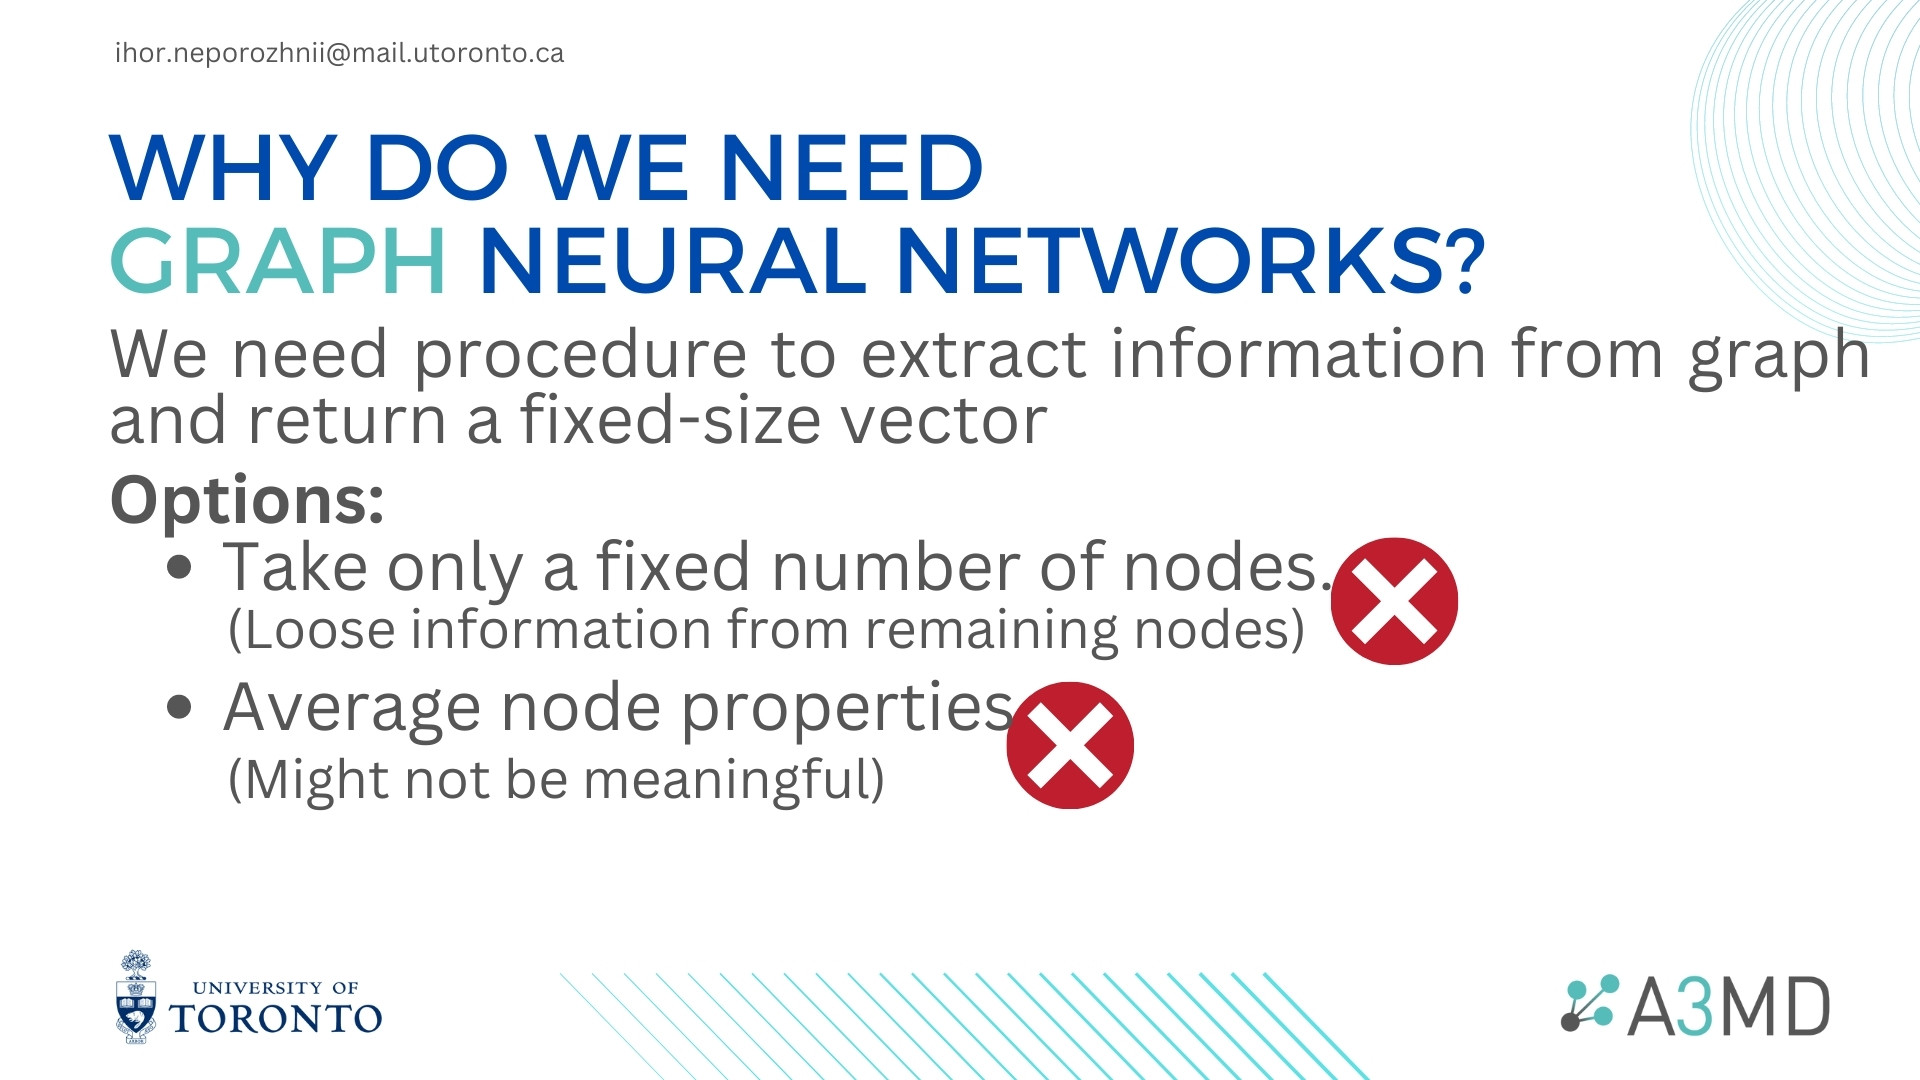 ihor.neporozhnii@mail.utoronto.ca
WHY DO WE NEED
GRAPH NEURAL NETWORKS?
We need procedure to extract information from graph
and return a fixed-size vector
Options:
• Take only a fixed number of nodes.
(Loose information from remaining nodes)
• Average node properties
(Might not be meaningful)
UNIVERSITY OF
TORONTO
A3MD